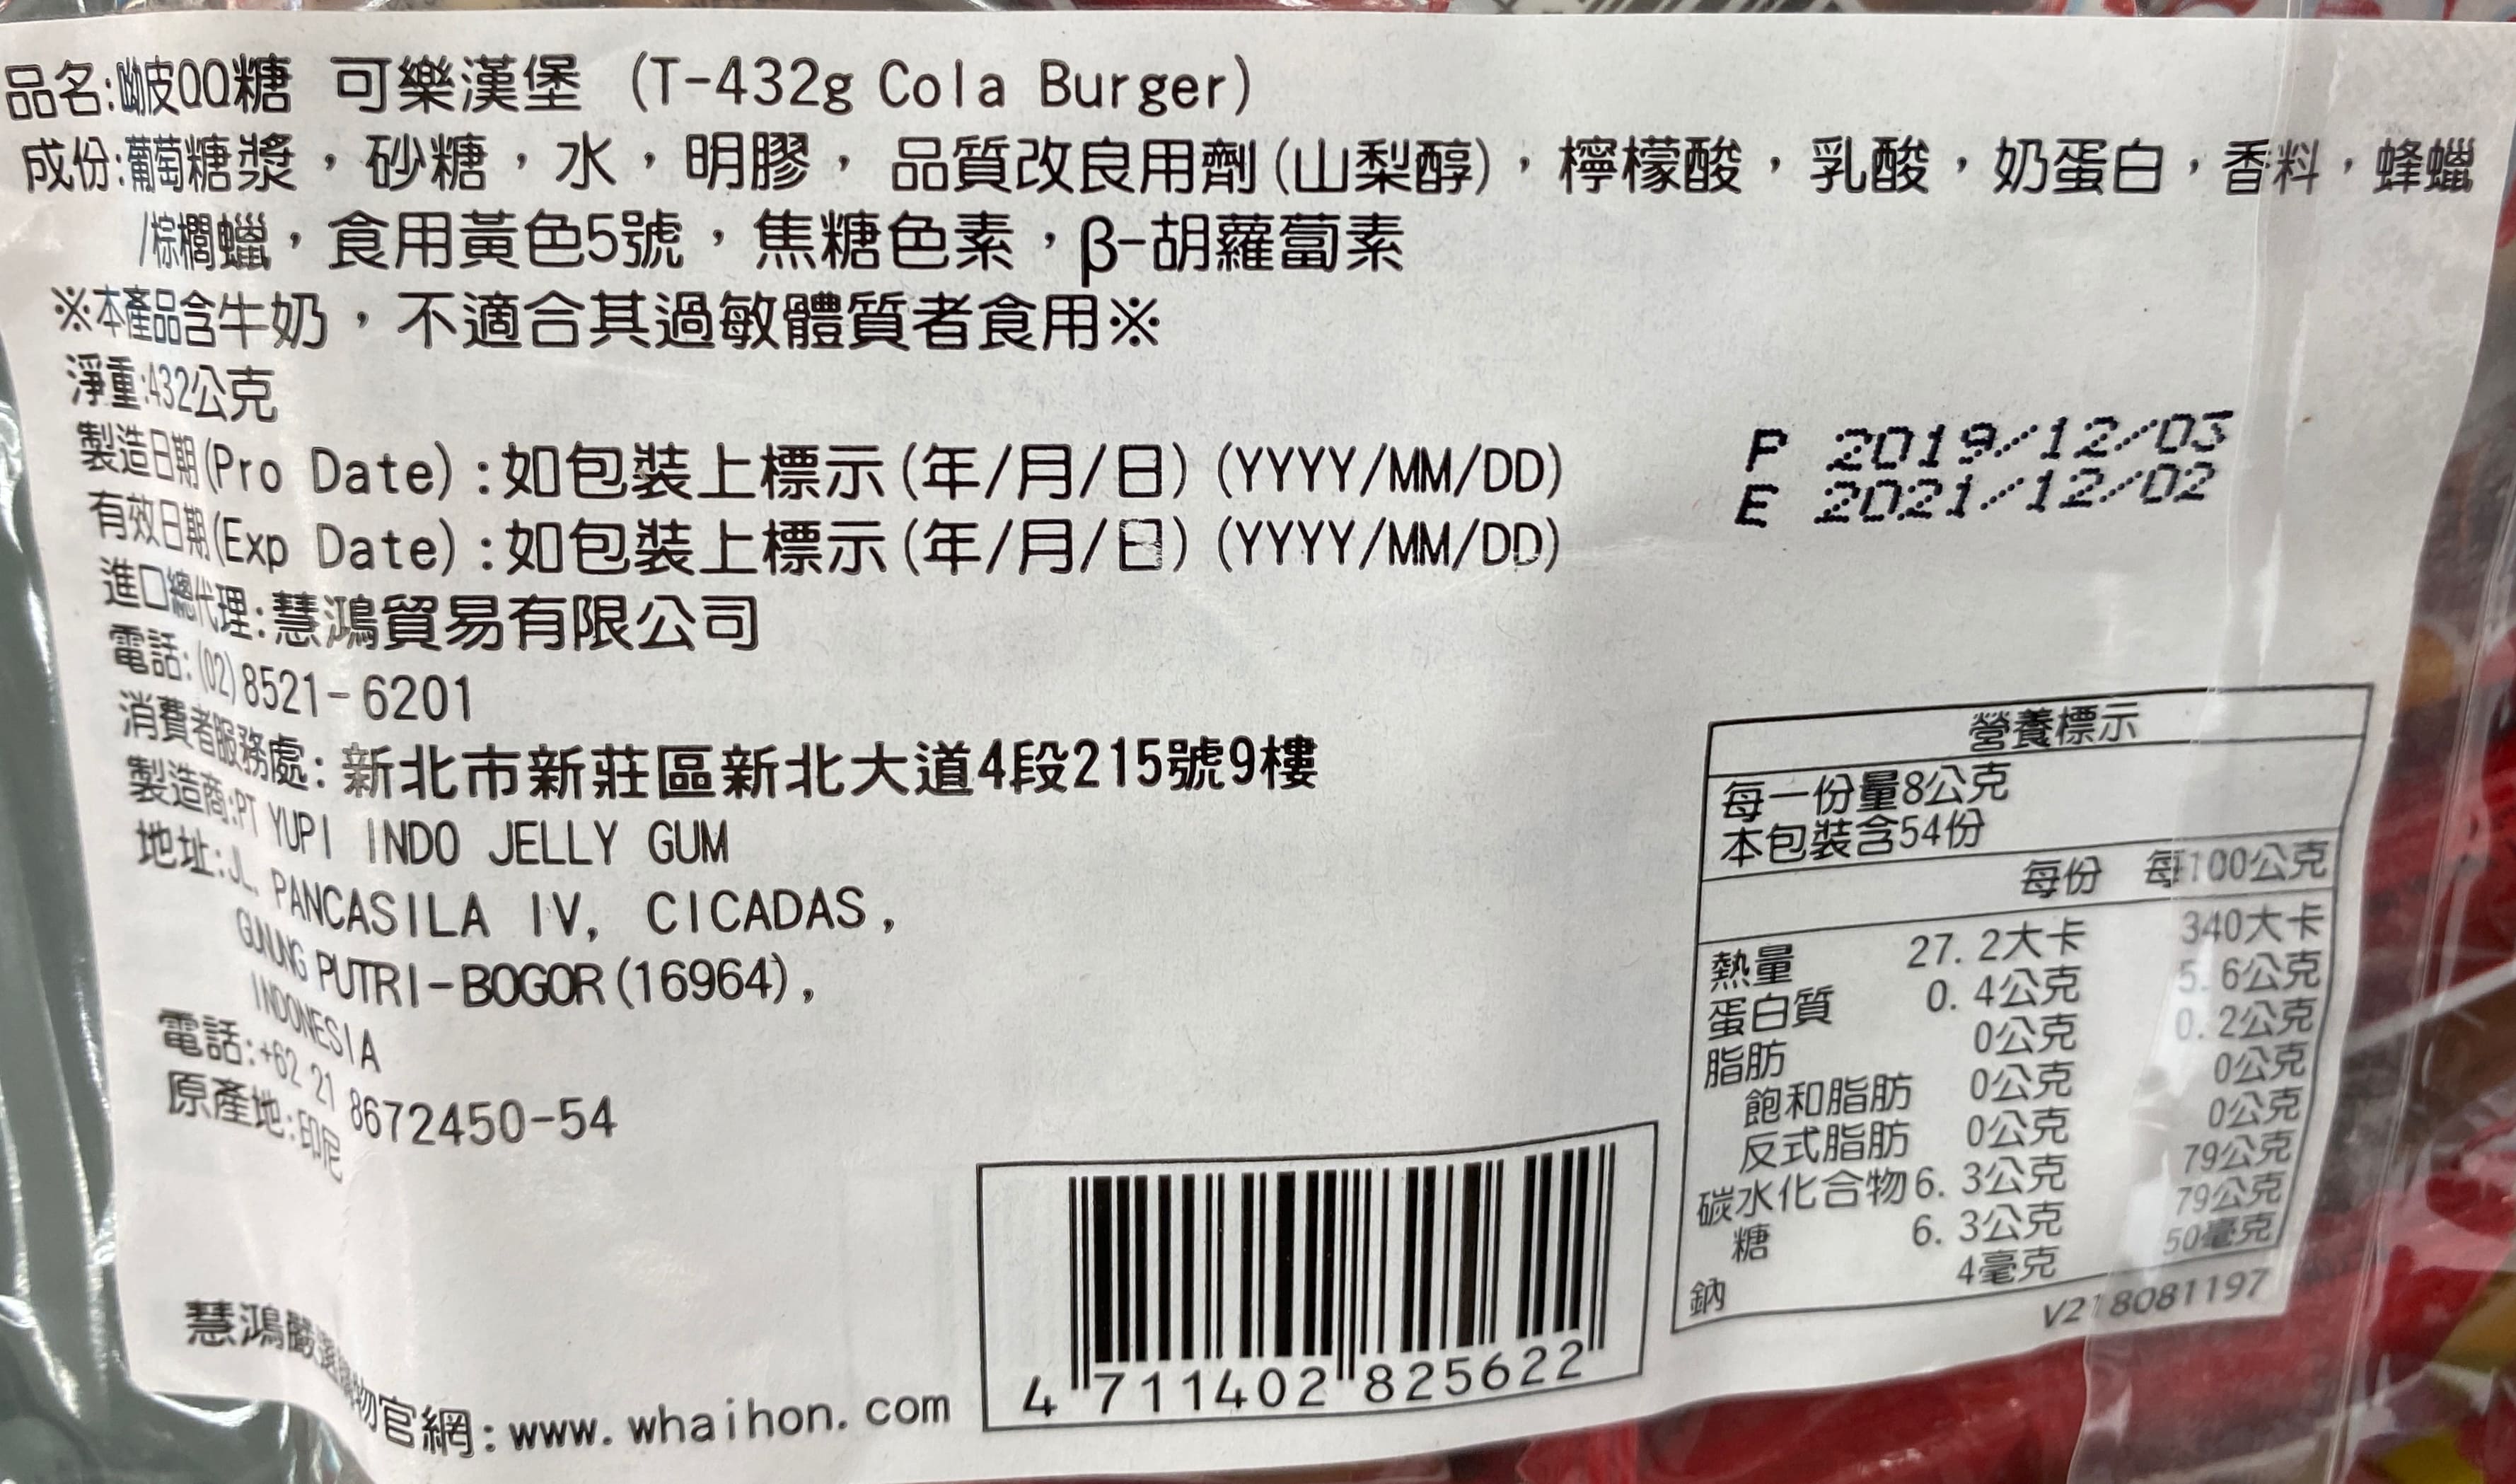 品名:呦皮QQ糖 可樂漢堡 (T-432g Cola Burger)
成份:葡萄糖漿，砂糖，水，明膠，品質改良用劑(山梨醇)，檸檬酸，乳酸，奶蛋白，香料，蜂蠟
/棕櫚蠟，食用黃色5號，焦糖色素，β-胡蘿蔔素
※本產品含牛奶，不適合其過敏體質者食用※
淨重:432公克
製造日期(Pro Date):如包裝上標示(年/月/日)(YYYY/MM/DD)
有效日期(Exp Date):如包裝上標示(年/月/日)(YYYY/MM/DD)
P 2019/12/03
E 2021/12/02
進口總代理:慧鴻貿易有限公司
電話:(02)8521-6201
消費者服務處:新北市新莊區新北大道4段215號9樓
製造商:PT YUPI INDO JELLY GUM
地址:JL. PANCASILA IV, CICADAS,
GUNUNG PUTRI-BOGOR(16964),
INDONESIA
電話:+62 21 8672450-54
原產地:印尼
慧鴻嚴選購物官網:www.whaihon.com
4 711402 825622
營養標示
每一份量8公克
本包裝含54份
每份 每100公克
熱量 27.2大卡 340大卡
蛋白質 0.4公克 5.6公克
脂肪 0公克 0.2公克
飽和脂肪 0公克 0公克
反式脂肪 0公克 0公克
碳水化合物 6.3公克 79公克
糖 6.3公克 79公克
鈉 4毫克 50毫克
V218081197